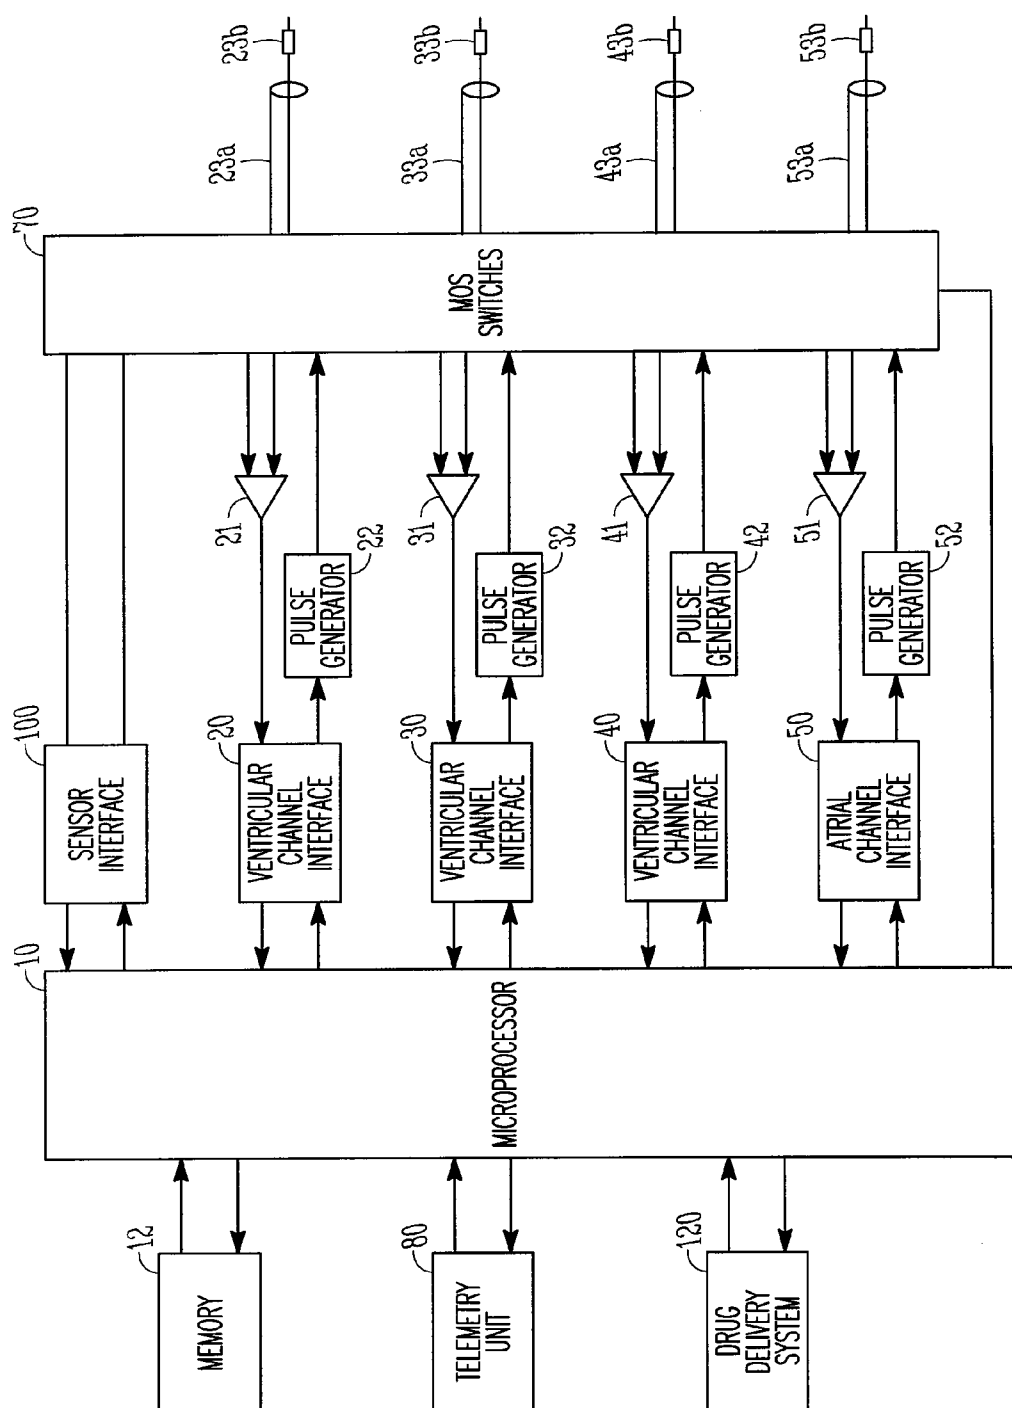 12
MEMORY
80
TELEMETRY
UNIT
120
DRUG
DELIVERY
SYSTEM
10
MICROPROCESSOR
100
SENSOR
INTERFACE
20
VENTRICULAR
CHANNEL
INTERFACE
30
VENTRICULAR
CHANNEL
INTERFACE
40
VENTRICULAR
CHANNEL
INTERFACE
50
ATRIAL
CHANNEL
INTERFACE
21
PULSE
GENERATOR
22
31
PULSE
GENERATOR
32
41
PULSE
GENERATOR
42
51
PULSE
GENERATOR
52
70
MOS
SWITCHES
23a
23b
33a
33b
43a
43b
53a
53b